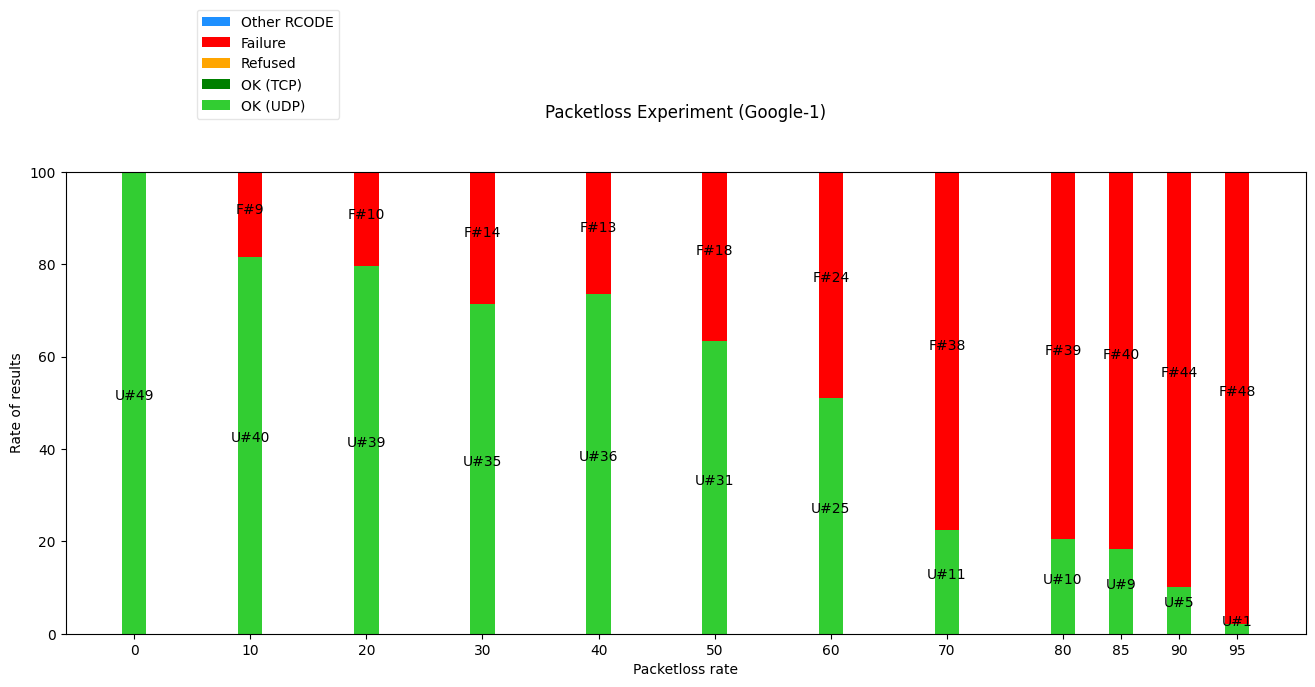 Other RCODE
Failure
Refused
OK (TCP)
OK (UDP)
Packetloss Experiment (Google-1)
100
80
60
40
20
0
Rate of results
F#9
F#10
F#14
F#13
F#18
F#24
F#38
F#39
F#40
F#44
F#48
U#49
U#40
U#39
U#35
U#36
U#31
U#25
U#11
U#10
U#9
U#5
U#1
0 10 20 30 40 50 60 70 80 85 90 95
Packetloss rate